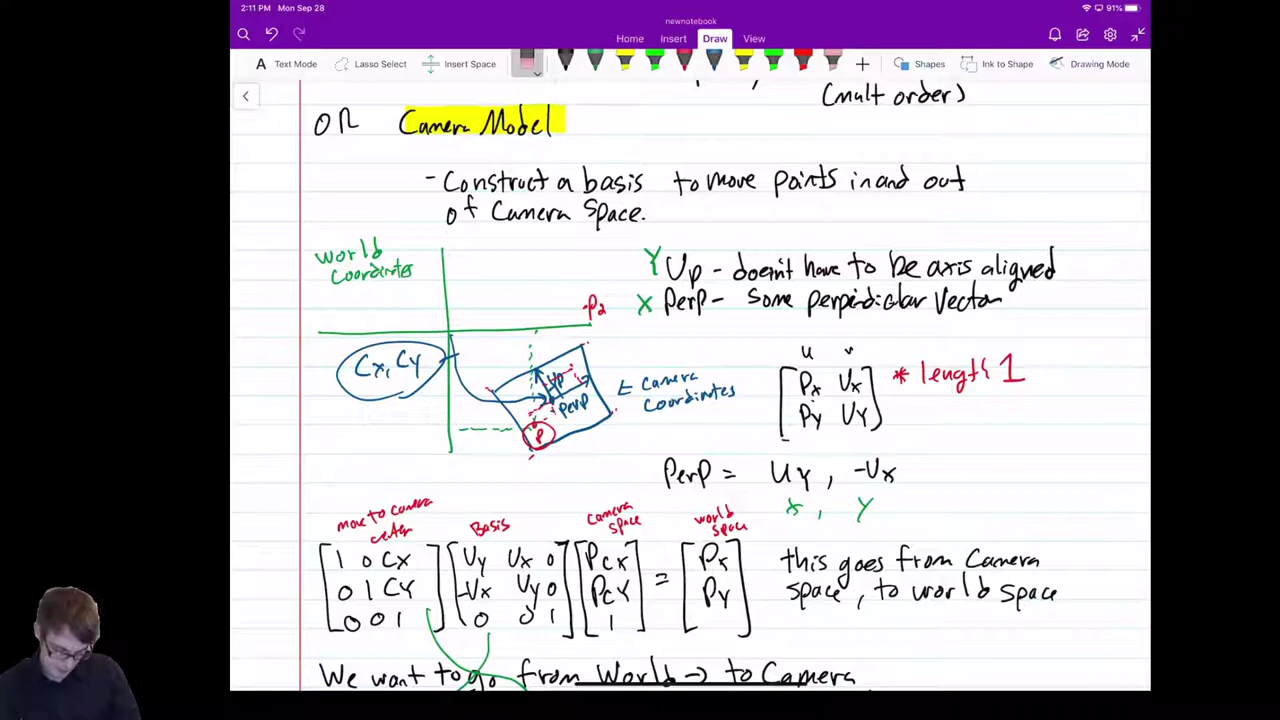 2:11 PM Mon Sep 28
91%
newnotebook
Home Insert Draw View
Text Mode Lasso Select Insert Space Shapes Ink to Shape Drawing Mode
(mult order)
OR Camera Model
- Construct a basis to move points in and out
of Camera Space.
World
Coordinates
Y Up - doesn't have to be axis aligned
X Perp - Some perpendicular Vector
P2
Cx, Cy
Up
Perp
P
Camera
Coordinates
u v
Px Ux
Py Uy
* length 1
Perp = Uy, -Ux
x, y
move to camera
center
Basis
Camera
space
world
space
1 0 Cx Uy Ux 0 Pcx = Px
0 1 Cy -Ux Uy 0 Pcy Py
0 0 1 0 0 1 1
this goes from Camera
space, to world space
We want to go from World -> to Camera